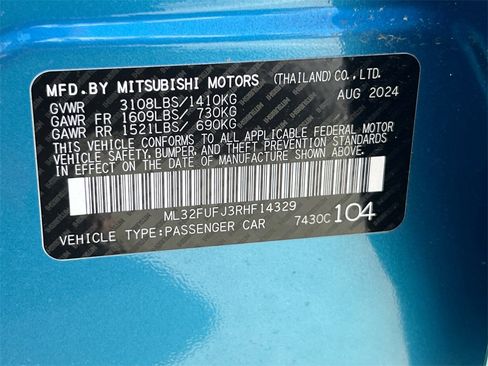 MFD.BY MITSUBISHI MOTORS (THAILAND) CO., LTD.
GVWR 3108LBS/1410KG AUG 2024
GAWR FR 1609LBS/ 730KG
GAWR RR 1521LBS/ 690KG
THIS VEHICLE CONFORMS TO ALL APPLICABLE FEDERAL MOTOR
VEHICLE SAFETY, BUMPER, AND THEFT PREVENTION STANDARDS
IN EFFECT ON THE DATE OF MANUFACTURE SHOWN ABOVE.
ML32FUFJ3RHF14329
VEHICLE TYPE:PASSENGER CAR 7430C 104